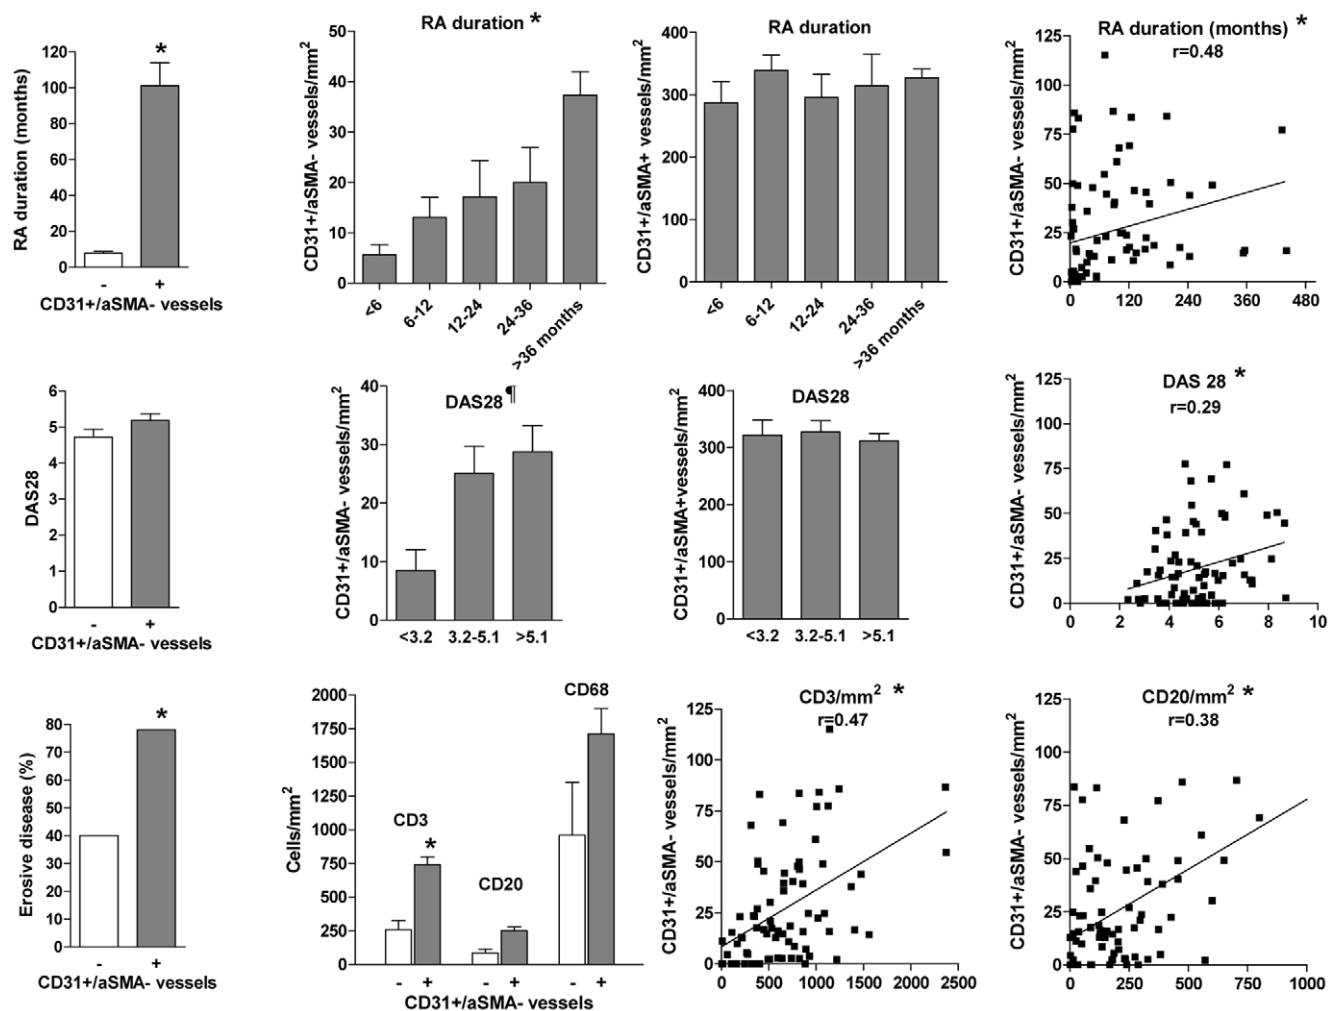 RA duration (months)
120
100
80
60
40
20
0
*
- +
CD31+/aSMA- vessels
RA duration *
CD31+/aSMA- vessels/mm²
50
40
30
20
10
0
<6
6-12
12-24
24-36
>36 months
RA duration
CD31+/aSMA+ vessels/mm²
400
300
200
100
0
<6
6-12
12-24
24-36
>36 months
RA duration (months) *
r=0.48
CD31+/aSMA- vessels/mm²
125
100
75
50
25
0
0 120 240 360 480
DAS28
6
5
4
3
2
1
0
- +
CD31+/aSMA- vessels
DAS28¶
CD31+/aSMA- vessels/mm²
40
30
20
10
0
<3.2 3.2-5.1 >5.1
DAS28
CD31+/aSMA+vessels/mm²
400
300
200
100
0
<3.2 3.2-5.1 >5.1
DAS 28 *
r=0.29
CD31+/aSMA- vessels/mm²
125
100
75
50
25
0
0 2 4 6 8 10
Erosive disease (%)
80
70
60
50
40
30
20
10
0
*
- +
CD31+/aSMA- vessels
Cells/mm²
2000
1750
1500
1250
1000
750
500
250
0
CD3
*
CD20
CD68
- + - + - +
CD31+/aSMA- vessels
CD3/mm² *
r=0.47
CD31+/aSMA- vessels/mm²
125
100
75
50
25
0
0 500 1000 1500 2000 2500
CD20/mm² *
r=0.38
CD31+/aSMA- vessels/mm²
125
100
75
50
25
0
0 250 500 750 1000